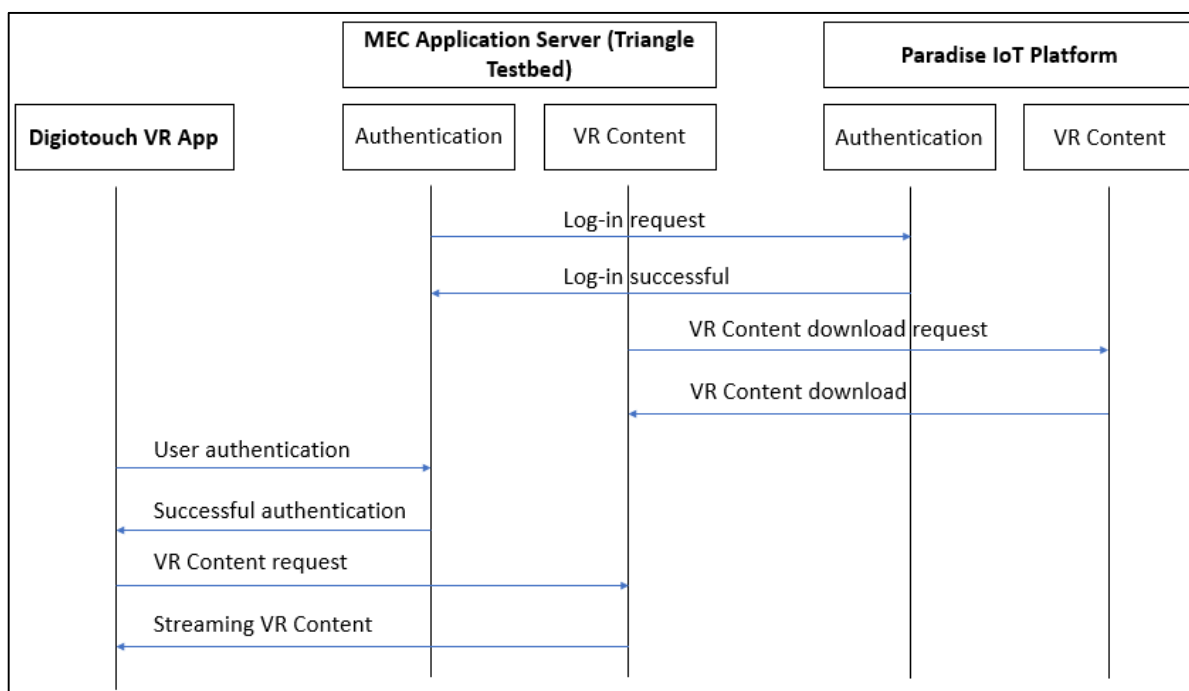 MEC Application Server (Triangle
Testbed)
Paradise IoT Platform
Digiotouch VR App
Authentication
VR Content
Authentication
VR Content
Log-in request
Log-in successful
VR Content download request
VR Content download
User authentication
Successful authentication
VR Content request
Streaming VR Content